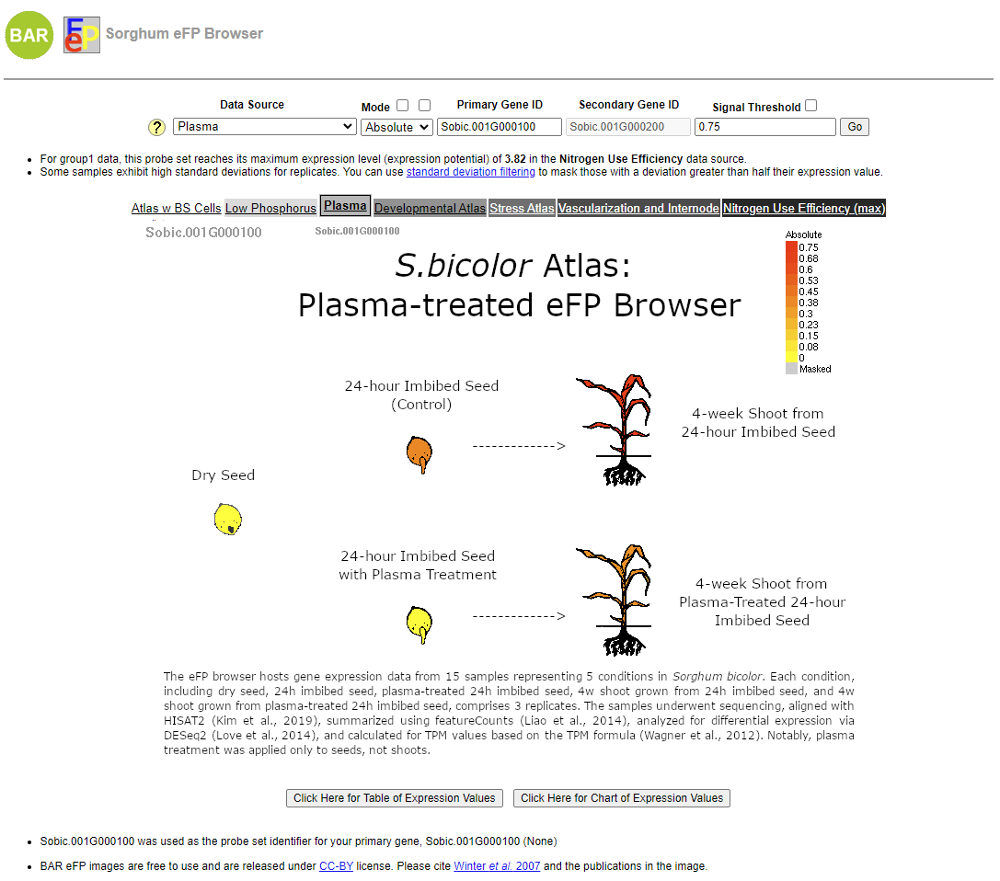 BAR
eFP
Sorghum eFP Browser
Data Source
Mode
Primary Gene ID
Secondary Gene ID
Signal Threshold
?
Plasma
Absolute
Sobic.001G000100
Sobic.001G000200
0.75
Go
For group1 data, this probe set reaches its maximum expression level (expression potential) of 3.82 in the Nitrogen Use Efficiency data source.
Some samples exhibit high standard deviations for replicates. You can use standard deviation filtering to mask those with a deviation greater than half their expression value.
Atlas w BS Cells Low Phosphorus Plasma Developmental Atlas Stress Atlas Vascularization and Internode Nitrogen Use Efficiency (max)
Sobic.001G000100
Sobic.001G000100
S.bicolor Atlas:
Plasma-treated eFP Browser
Absolute
0.75
0.68
0.6
0.53
0.45
0.38
0.3
0.23
0.15
0.08
0
Masked
24-hour Imbibed Seed
(Control)
------------>
4-week Shoot from
24-hour Imbibed Seed
Dry Seed
24-hour Imbibed Seed
with Plasma Treatment
------------>
4-week Shoot from
Plasma-Treated 24-hour
Imbibed Seed
The eFP browser hosts gene expression data from 15 samples representing 5 conditions in Sorghum bicolor. Each condition,
including dry seed, 24h imbibed seed, plasma-treated 24h imbibed seed, 4w shoot grown from 24h imbibed seed, and 4w
shoot grown from plasma-treated 24h imbibed seed, comprises 3 replicates. The samples underwent sequencing, aligned with
HISAT2 (Kim et al., 2019), summarized using featureCounts (Liao et al., 2014), analyzed for differential expression via
DESeq2 (Love et al., 2014), and calculated for TPM values based on the TPM formula (Wagner et al., 2012). Notably, plasma
treatment was applied only to seeds, not shoots.
Click Here for Table of Expression Values
Click Here for Chart of Expression Values
Sobic.001G000100 was used as the probe set identifier for your primary gene, Sobic.001G000100 (None)
BAR eFP images are free to use and are released under CC-BY license. Please cite Winter et al. 2007 and the publications in the image.